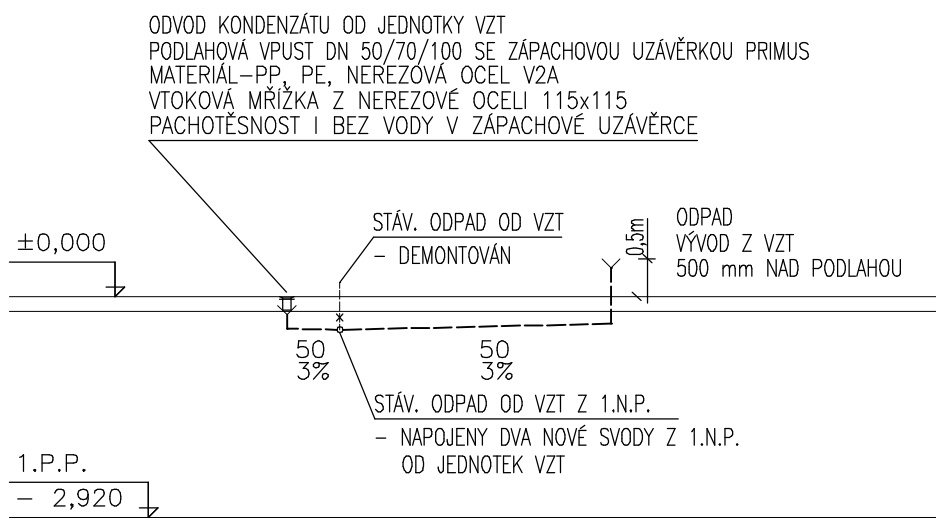 ODVOD KONDENZÁTU OD JEDNOTKY VZT
PODLAHOVÁ VPUST DN 50/70/100 SE ZÁPACHOVOU UZÁVĚRKOU PRIMUS
MATERIÁL-PP, PE, NEREZOVÁ OCEL V2A
VTOKOVÁ MŘÍŽKA Z NEREZOVÉ OCELI 115x115
PACHOTĚSNOST I BEZ VODY V ZÁPACHOVÉ UZÁVĚRCE
±0,000
STÁV. ODPAD OD VZT
- DEMONTOVÁN
0,5m
ODPAD
VÝVOD Z VZT
500 mm NAD PODLAHOU
50
3%
50
3%
STÁV. ODPAD OD VZT Z 1.N.P.
- NAPOJENY DVA NOVÉ SVODY Z 1.N.P.
OD JEDNOTEK VZT
1.P.P.
- 2,920